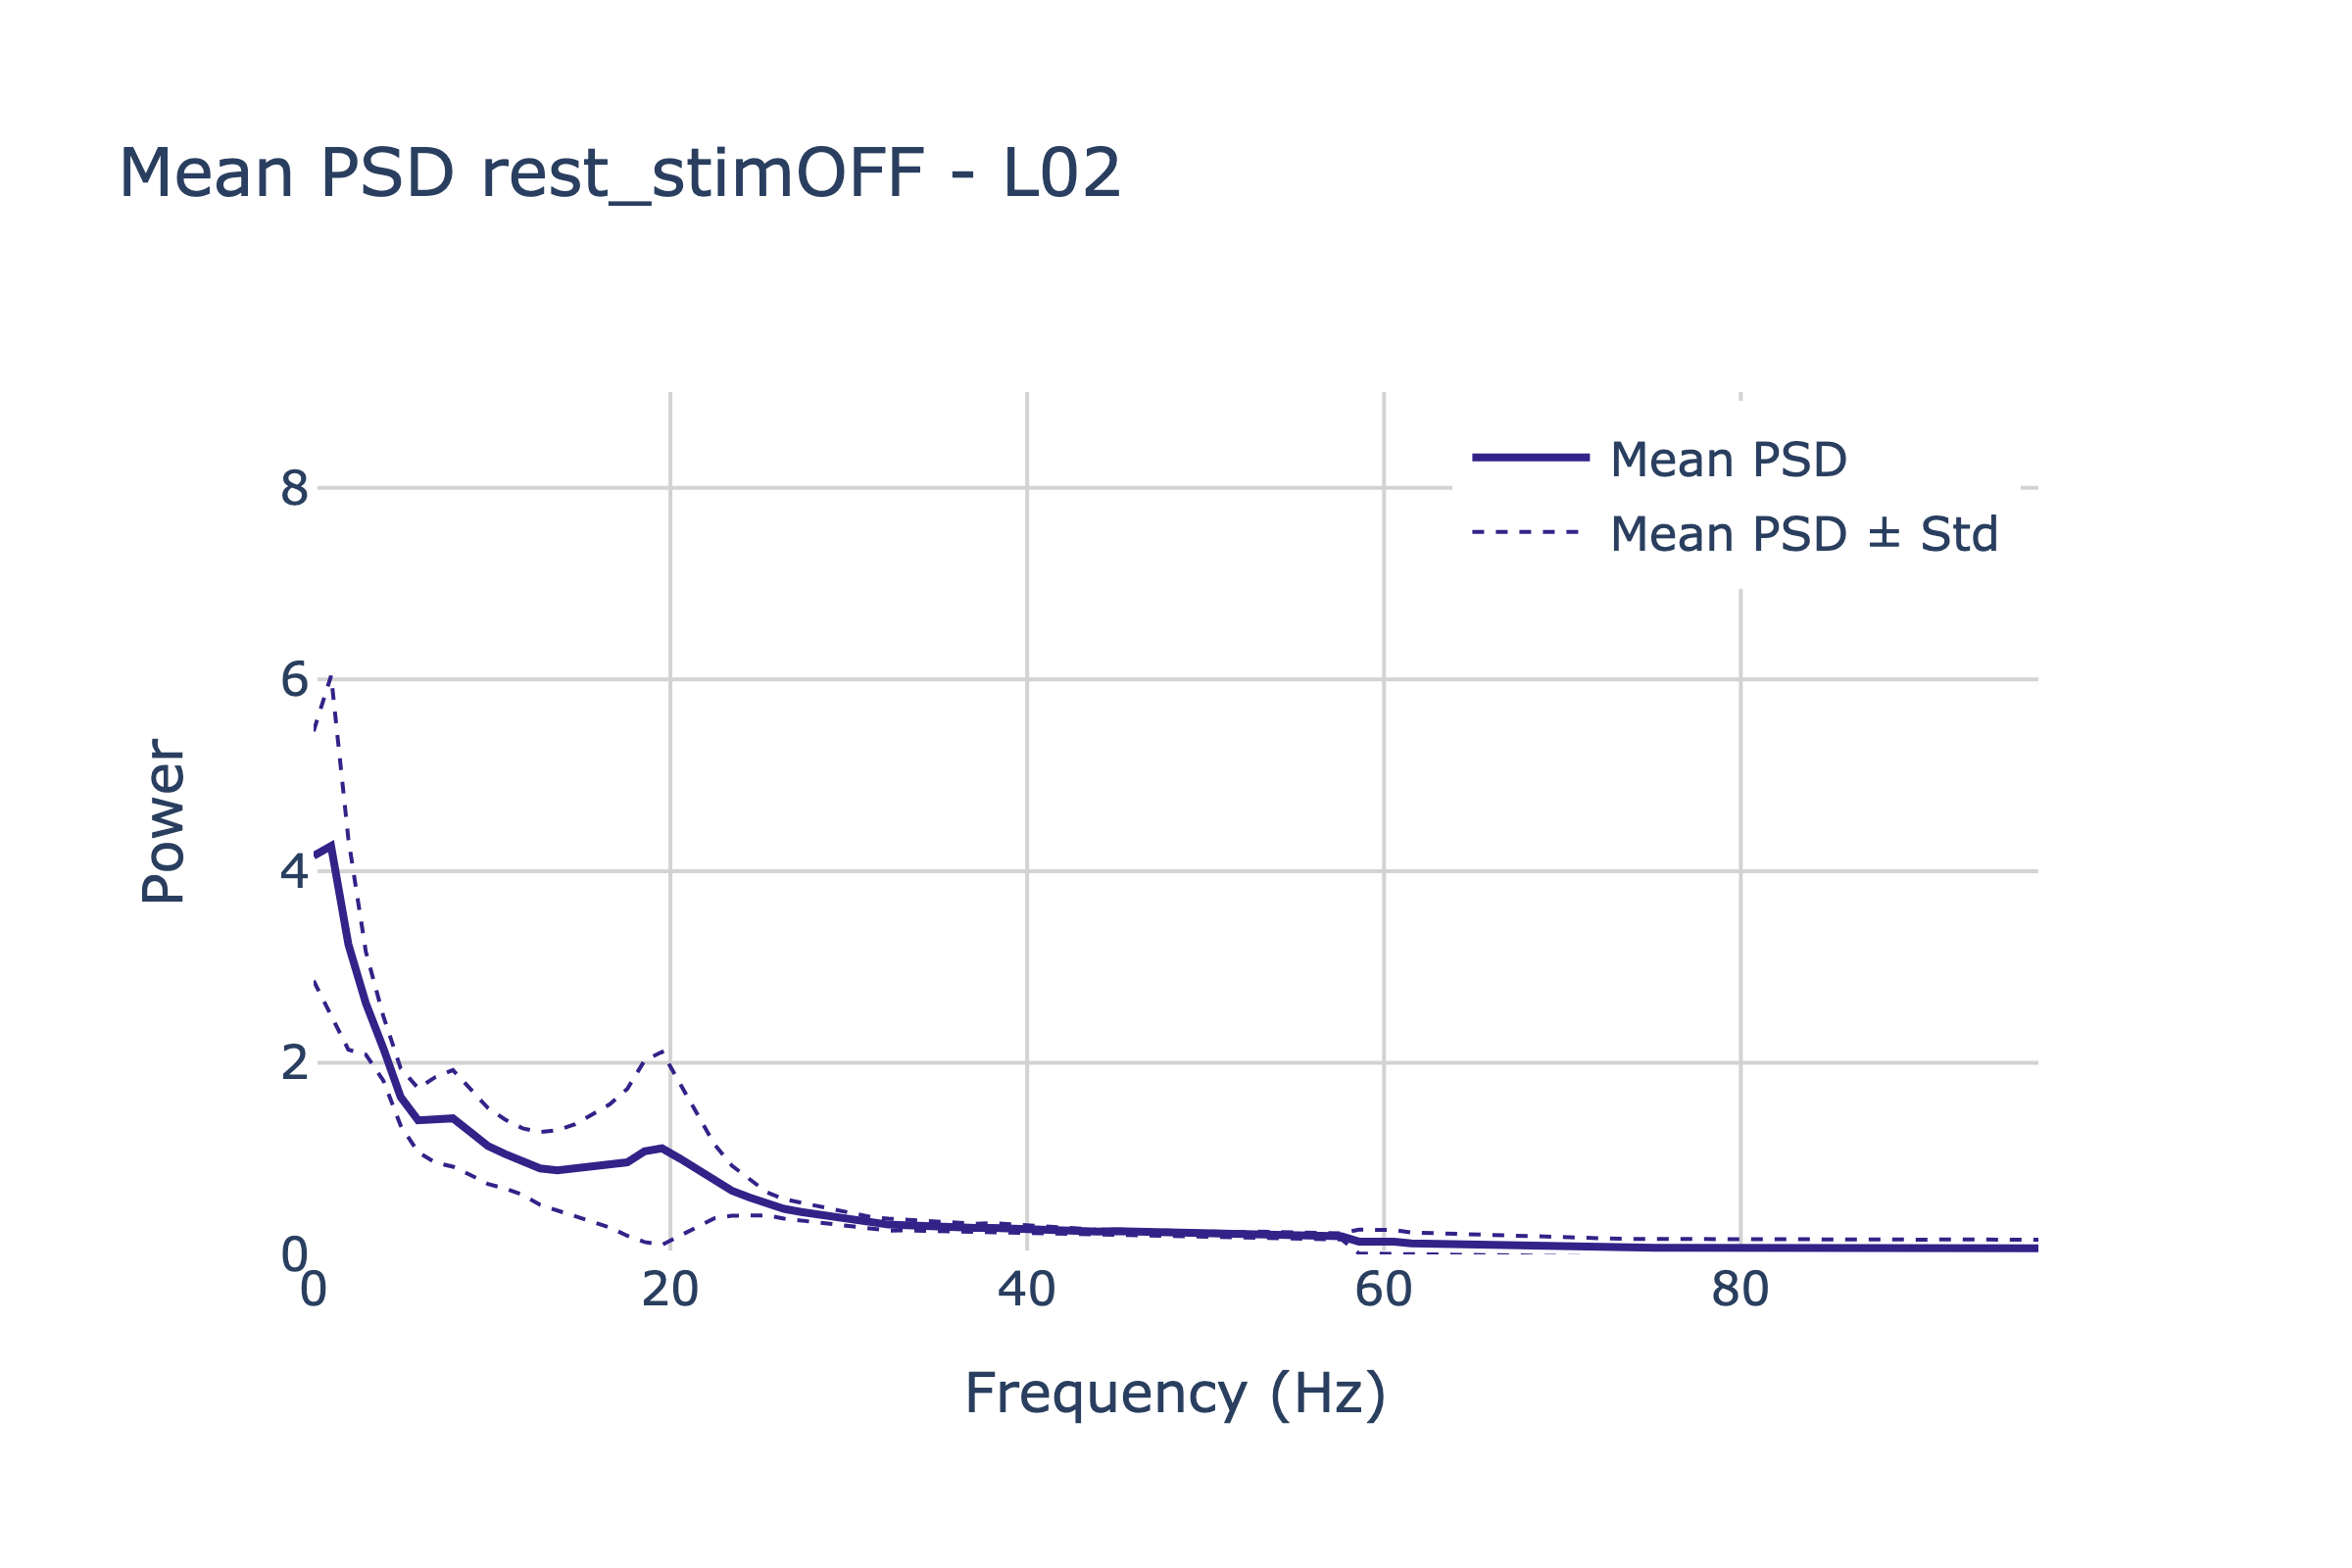 Mean PSD rest_stimOFF - L02
Mean PSD
Mean PSD ± Std
8
6
4
2
0
Power
0 20 40 60 80
Frequency (Hz)